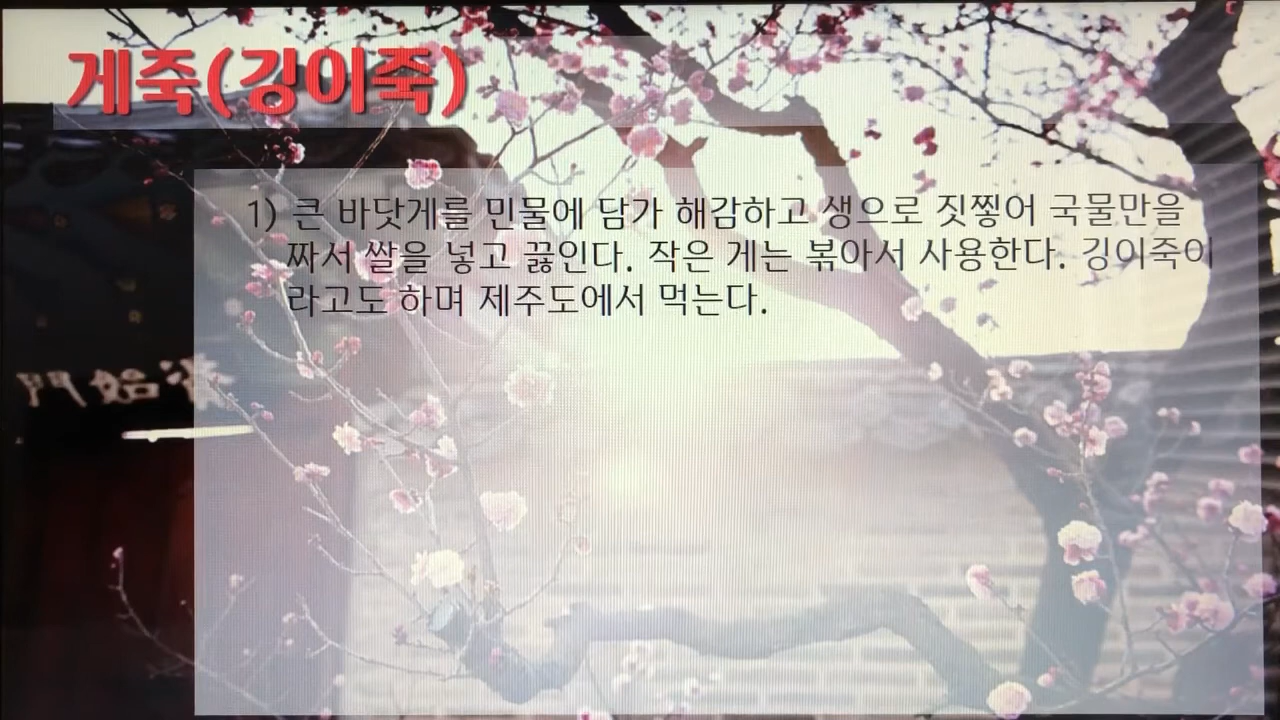 게죽(깅이죽)
1) 큰 바닷게를 민물에 담가 해감하고 생으로 짓찧어 국물만을
짜서 쌀을 넣고 끓인다. 작은 게는 볶아서 사용한다. 깅이죽이
라고도 하며 제주도에서 먹는다.
門始